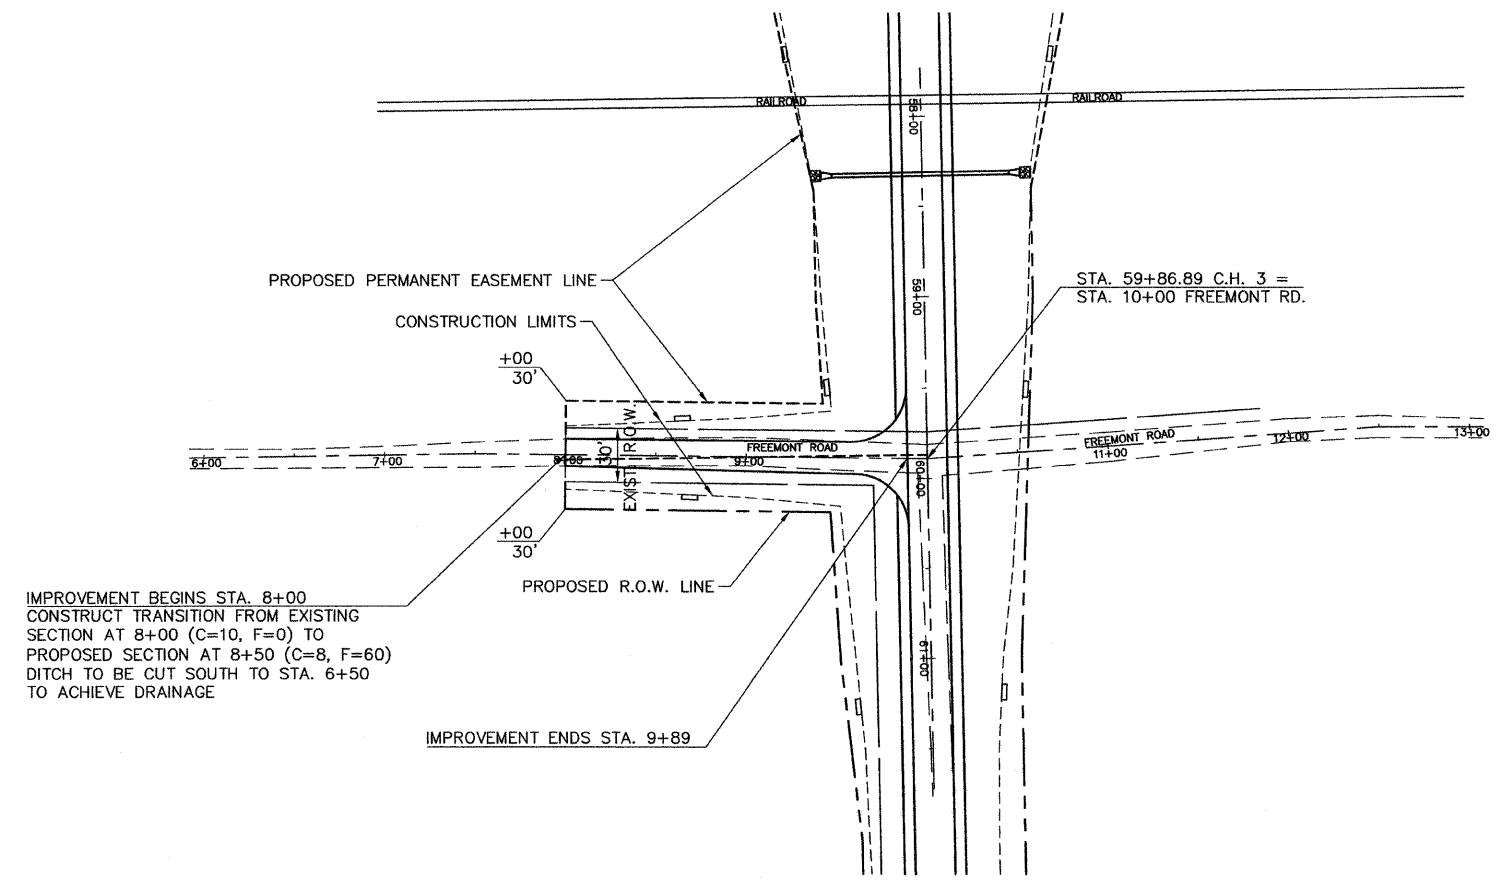 RAILROAD
RAILROAD
58+00
PROPOSED PERMANENT EASEMENT LINE
STA. 59+86.89 C.H. 3 =
STA. 10+00 FREEMONT RD.
59+00
CONSTRUCTION LIMITS
+00
30'
EXIST. R.O.W.
30'
FREEMONT ROAD
FREEMONT ROAD
6+00
7+00
8+00
9+00
60+00
11+00
12+00
13+00
+00
30'
PROPOSED R.O.W. LINE
IMPROVEMENT BEGINS STA. 8+00
CONSTRUCT TRANSITION FROM EXISTING
SECTION AT 8+00 (C=10, F=0) TO
PROPOSED SECTION AT 8+50 (C=8, F=60)
DITCH TO BE CUT SOUTH TO STA. 6+50
TO ACHIEVE DRAINAGE
61+00
IMPROVEMENT ENDS STA. 9+89